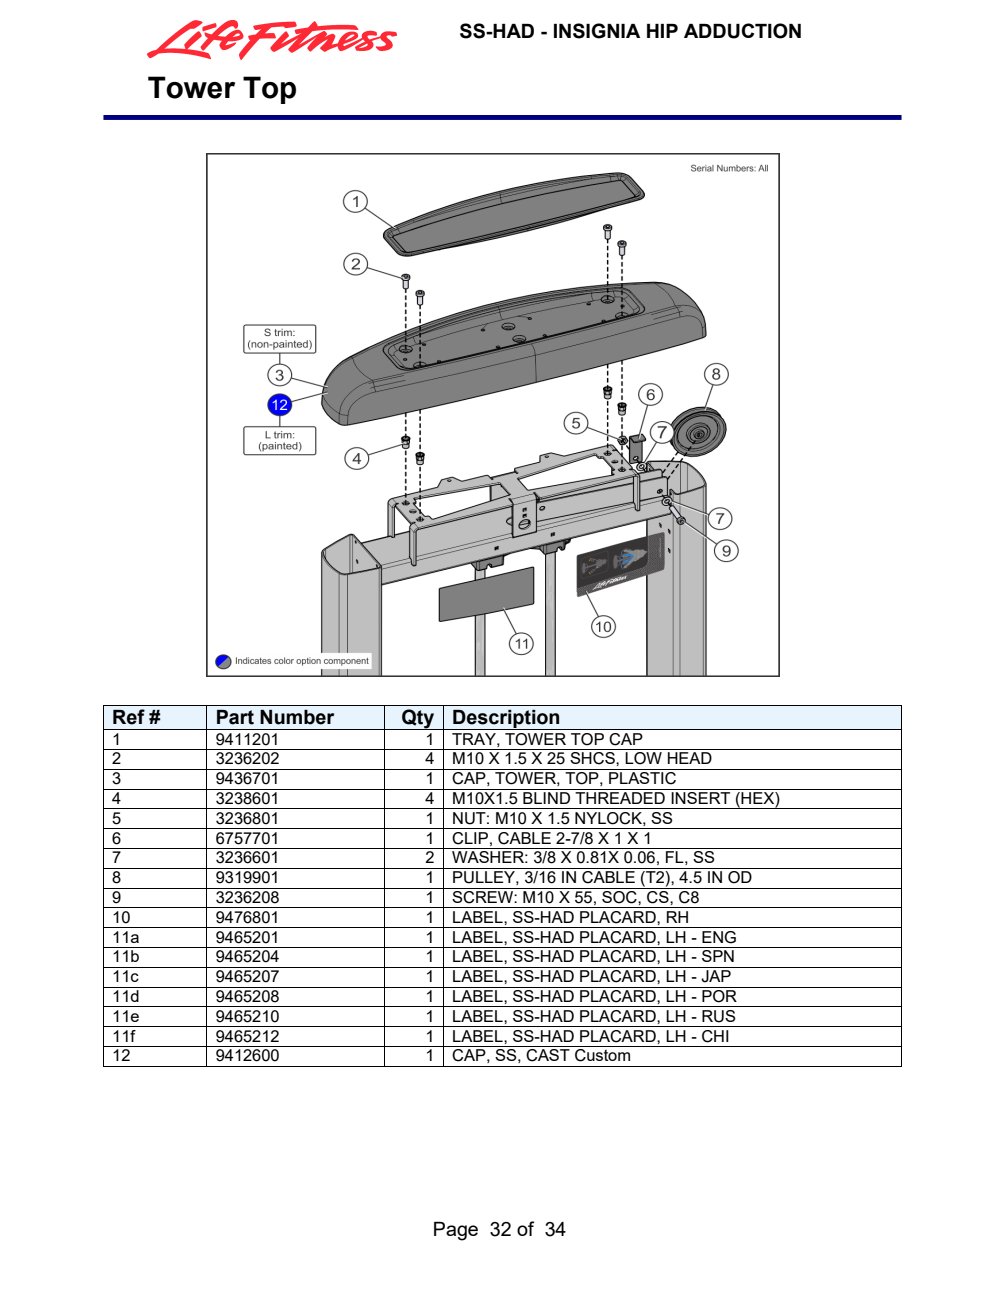 Life Fitness
SS-HAD - INSIGNIA HIP ADDUCTION
Tower Top
Serial Numbers: All
1
2
S trim:
(non-painted)
3
12
L trim:
(painted)
4
5
6
7
8
7
9
10
11
Life Fitness
Indicates color option component
Ref # Part Number Qty Description
1 9411201 1 TRAY, TOWER TOP CAP
2 3236202 4 M10 X 1.5 X 25 SHCS, LOW HEAD
3 9436701 1 CAP, TOWER, TOP, PLASTIC
4 3238601 4 M10X1.5 BLIND THREADED INSERT (HEX)
5 3236801 1 NUT: M10 X 1.5 NYLOCK, SS
6 6757701 1 CLIP, CABLE 2-7/8 X 1 X 1
7 3236601 2 WASHER: 3/8 X 0.81X 0.06, FL, SS
8 9319901 1 PULLEY, 3/16 IN CABLE (T2), 4.5 IN OD
9 3236208 1 SCREW: M10 X 55, SOC, CS, C8
10 9476801 1 LABEL, SS-HAD PLACARD, RH
11a 9465201 1 LABEL, SS-HAD PLACARD, LH - ENG
11b 9465204 1 LABEL, SS-HAD PLACARD, LH - SPN
11c 9465207 1 LABEL, SS-HAD PLACARD, LH - JAP
11d 9465208 1 LABEL, SS-HAD PLACARD, LH - POR
11e 9465210 1 LABEL, SS-HAD PLACARD, LH - RUS
11f 9465212 1 LABEL, SS-HAD PLACARD, LH - CHI
12 9412600 1 CAP, SS, CAST Custom
Page 32 of 34